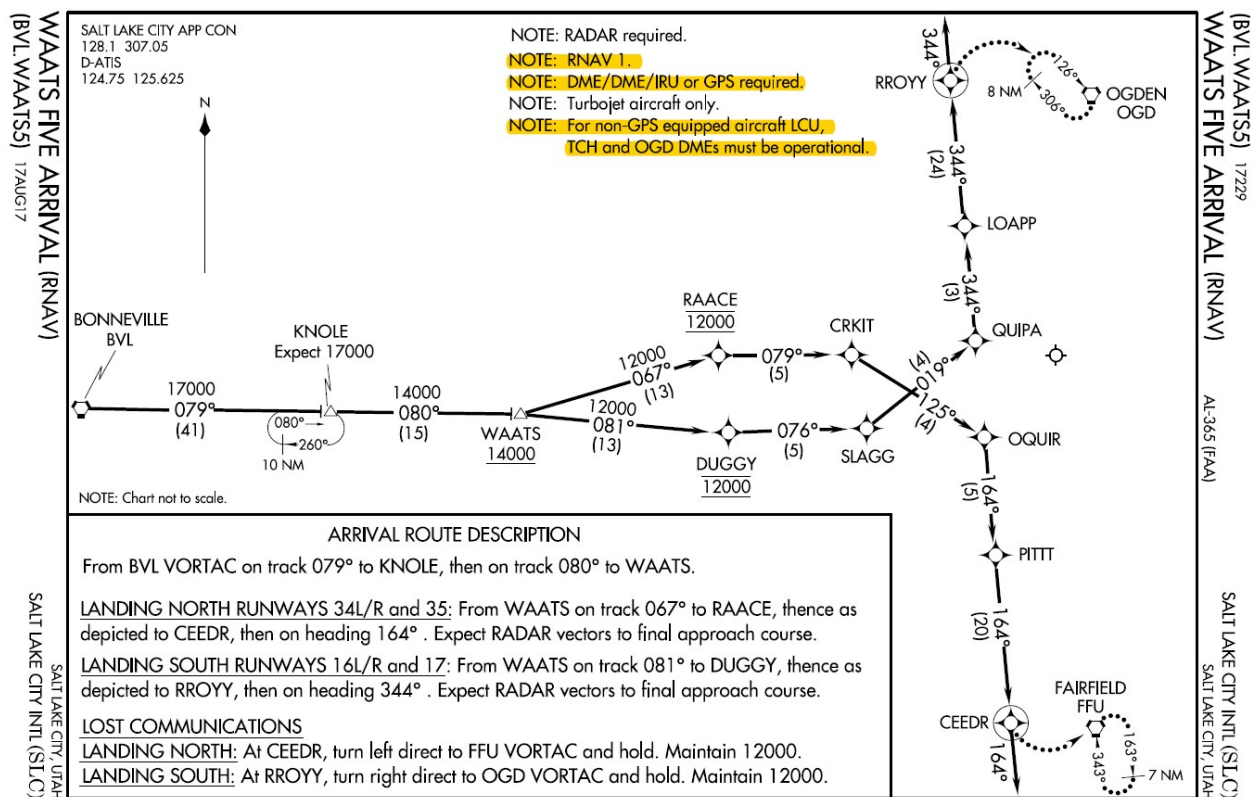 (BVL.WAATS5) 17AUG17
WAATS FIVE ARRIVAL (RNAV)
SALT LAKE CITY APP CON
128.1 307.05
D-ATIS
124.75 125.625
N
NOTE: RADAR required.
NOTE: RNAV 1.
NOTE: DME/DME/IRU or GPS required.
NOTE: Turbojet aircraft only.
NOTE: For non-GPS equipped aircraft LCU,
TCH and OGD DMEs must be operational.
344°
RROYY
8 NM
126°
306°
OGDEN
OGD
344°
(24)
LOAPP
344°
(3)
QUIPA
BONNEVILLE
BVL
17000
079°
(41)
KNOLE
Expect 17000
080°
260°
10 NM
14000
080°
(15)
WAATS
14000
12000
067°
(13)
RAACE
12000
079°
(5)
CRKIT
125°
(4)
12000
081°
(13)
DUGGY
12000
076°
(5)
SLAGG
(4)
019°
OQUIR
164°
(5)
PITTT
164°
(20)
CEEDR
164°
FAIRFIELD
FFU
163°
343°
7 NM
NOTE: Chart not to scale.
ARRIVAL ROUTE DESCRIPTION
From BVL VORTAC on track 079° to KNOLE, then on track 080° to WAATS.
LANDING NORTH RUNWAYS 34L/R and 35: From WAATS on track 067° to RAACE, thence as
depicted to CEEDR, then on heading 164° . Expect RADAR vectors to final approach course.
LANDING SOUTH RUNWAYS 16L/R and 17: From WAATS on track 081° to DUGGY, thence as
depicted to RROYY, then on heading 344° . Expect RADAR vectors to final approach course.
LOST COMMUNICATIONS
LANDING NORTH: At CEEDR, turn left direct to FFU VORTAC and hold. Maintain 12000.
LANDING SOUTH: At RROYY, turn right direct to OGD VORTAC and hold. Maintain 12000.
SALT LAKE CITY INTL (SLC)
SALT LAKE CITY, UTAH
(BVL.WAATS5) 17229
WAATS FIVE ARRIVAL (RNAV)
AL-365 (FAA)
SALT LAKE CITY INTL (SLC)
SALT LAKE CITY, UTAH